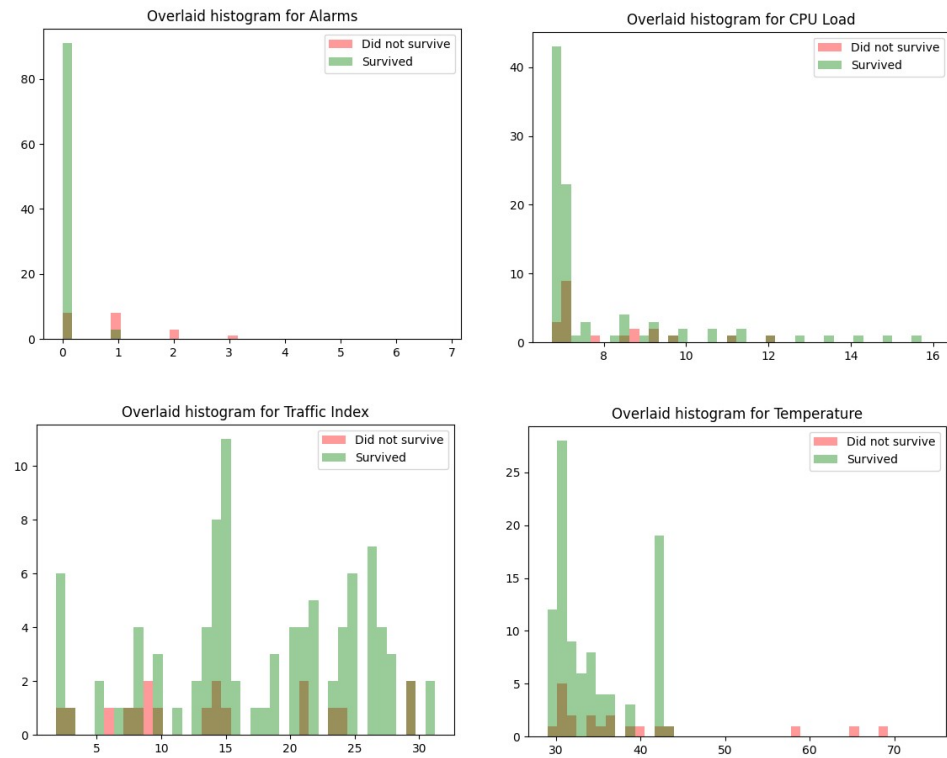 Overlaid histogram for Alarms
Did not survive
Survived
80
60
40
20
0
0 1 2 3 4 5 6 7
Overlaid histogram for CPU Load
Did not survive
Survived
40
30
20
10
0
8 10 12 14 16
Overlaid histogram for Traffic Index
Did not survive
Survived
10
8
6
4
2
0
5 10 15 20 25 30
Overlaid histogram for Temperature
Did not survive
Survived
25
20
15
10
5
0
30 40 50 60 70